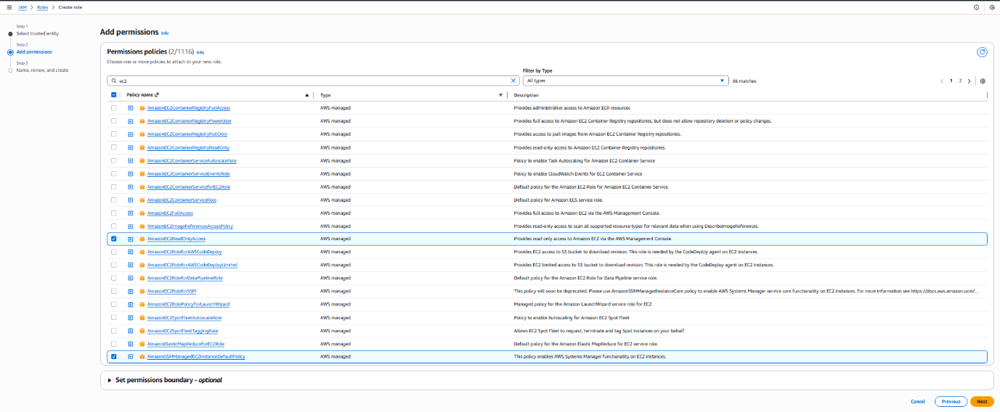 IAM > Roles > Create role
Step 1
Select trusted entity
Step 2
Add permissions
Step 3
Name, review, and create
Add permissions Info
Permissions policies (2/1116) Info
Choose one or more policies to attach to your new role.
Filter by Type
ec2
All types
36 matches
1 2
Policy name Type Description
AmazonEC2ContainerRegistryFullAccess AWS managed Provides administrative access to Amazon ECR resources
AmazonEC2ContainerRegistryPowerUser AWS managed Provides full access to Amazon EC2 Container Registry repositories, but does not allow repository deletion or policy changes.
AmazonEC2ContainerRegistryPullOnly AWS managed Provides access to pull images from Amazon EC2 Container Registry repositories.
AmazonEC2ContainerRegistryReadOnly AWS managed Provides read-only access to Amazon EC2 Container Registry repositories.
AmazonEC2ContainerServiceAutoscaleRole AWS managed Policy to enable Task Autoscaling for Amazon EC2 Container Service
AmazonEC2ContainerServiceEventsRole AWS managed Policy to enable CloudWatch Events for EC2 Container Service
AmazonEC2ContainerServiceforEC2Role AWS managed Default policy for the Amazon EC2 Role for Amazon EC2 Container Service.
AmazonEC2ContainerServiceRole AWS managed Default policy for Amazon ECS service role.
AmazonEC2FullAccess AWS managed Provides full access to Amazon EC2 via the AWS Management Console.
AmazonEC2ImageReferencesAccessPolicy AWS managed Provides read-only access to scan all supported resource types for relevant data when using DescribeImageReferences.
AmazonEC2ReadOnlyAccess AWS managed Provides read only access to Amazon EC2 via the AWS Management Console.
AmazonEC2RoleforAWSCodeDeploy AWS managed Provides EC2 access to S3 bucket to download revision. This role is needed by the CodeDeploy agent on EC2 instances.
AmazonEC2RoleforAWSCodeDeployLimited AWS managed Provides EC2 limited access to S3 bucket to download revision. This role is needed by the CodeDeploy agent on EC2 instances.
AmazonEC2RoleforDataPipelineRole AWS managed Default policy for the Amazon EC2 Role for Data Pipeline service role.
AmazonEC2RoleforSSM AWS managed This policy will soon be deprecated. Please use AmazonSSMManagedInstanceCore policy to enable AWS Systems Manager service core functionality on EC2 instances. For more information see https://docs.aws.amazon.com/...
AmazonEC2RolePolicyForLaunchWizard AWS managed Managed policy for the Amazon LaunchWizard service role for EC2
AmazonEC2SpotFleetAutoscaleRole AWS managed Policy to enable Autoscaling for Amazon EC2 Spot Fleet
AmazonEC2SpotFleetTaggingRole AWS managed Allows EC2 Spot Fleet to request, terminate and tag Spot Instances on your behalf.
AmazonElasticMapReduceforEC2Role AWS managed Default policy for the Amazon Elastic MapReduce for EC2 service role.
AmazonSSMManagedEC2InstanceDefaultPolicy AWS managed This policy enables AWS Systems Manager functionality on EC2 instances.
Set permissions boundary - optional
Cancel Previous Next